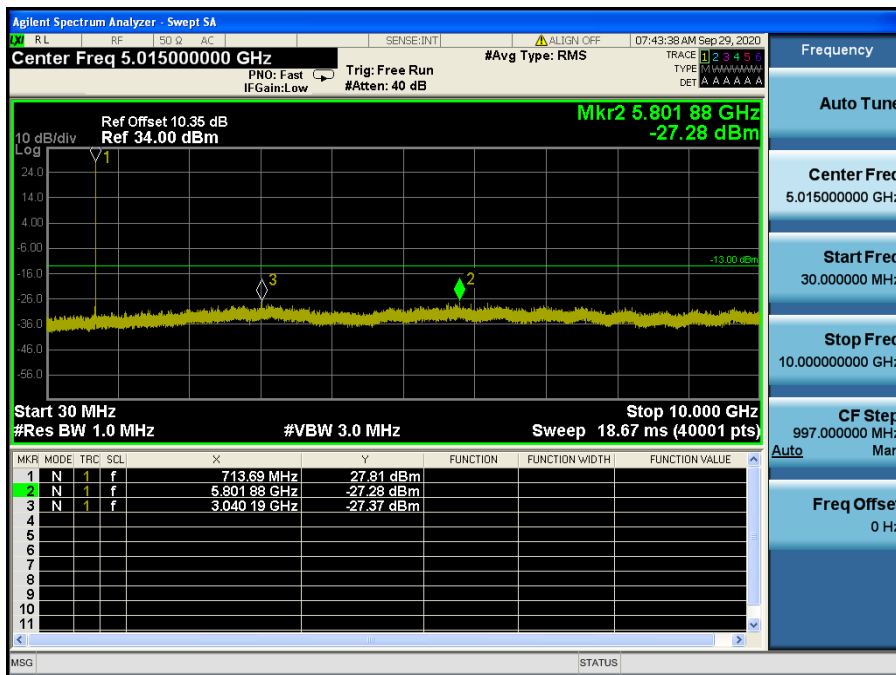 Agilent Spectrum Analyzer - Swept SA
LXI RL RF 50 Ω AC SENSE:INT ALIGN OFF 07:43:38 AM Sep 29, 2020
Center Freq 5.015000000 GHz
PNO: Fast
IFGain:Low
Trig: Free Run
#Atten: 40 dB
#Avg Type: RMS
TRACE 1 2 3 4 5 6
TYPE M WWWWW
DET A A A A A A
Mkr2 5.801 88 GHz
-27.28 dBm
Ref Offset 10.35 dB
10 dB/div Ref 34.00 dBm
Log
1
24.0
14.0
4.00
-6.00
-13.00 dBm
-16.0
3
2
-26.0
-36.0
-46.0
-56.0
Start 30 MHz Stop 10.000 GHz
#Res BW 1.0 MHz #VBW 3.0 MHz Sweep 18.67 ms (40001 pts)
MKR MODE TRC SCL X Y FUNCTION FUNCTION WIDTH FUNCTION VALUE
1 N 1 f 713.69 MHz 27.81 dBm
2 N 1 f 5.801 88 GHz -27.28 dBm
3 N 1 f 3.040 19 GHz -27.37 dBm
4
5
6
7
8
9
10
11
MSG STATUS
Frequency
Auto Tune
Center Freq
5.015000000 GHz
Start Freq
30.000000 MHz
Stop Freq
10.000000000 GHz
CF Step
997.000000 MHz
Auto Man
Freq Offset
0 Hz